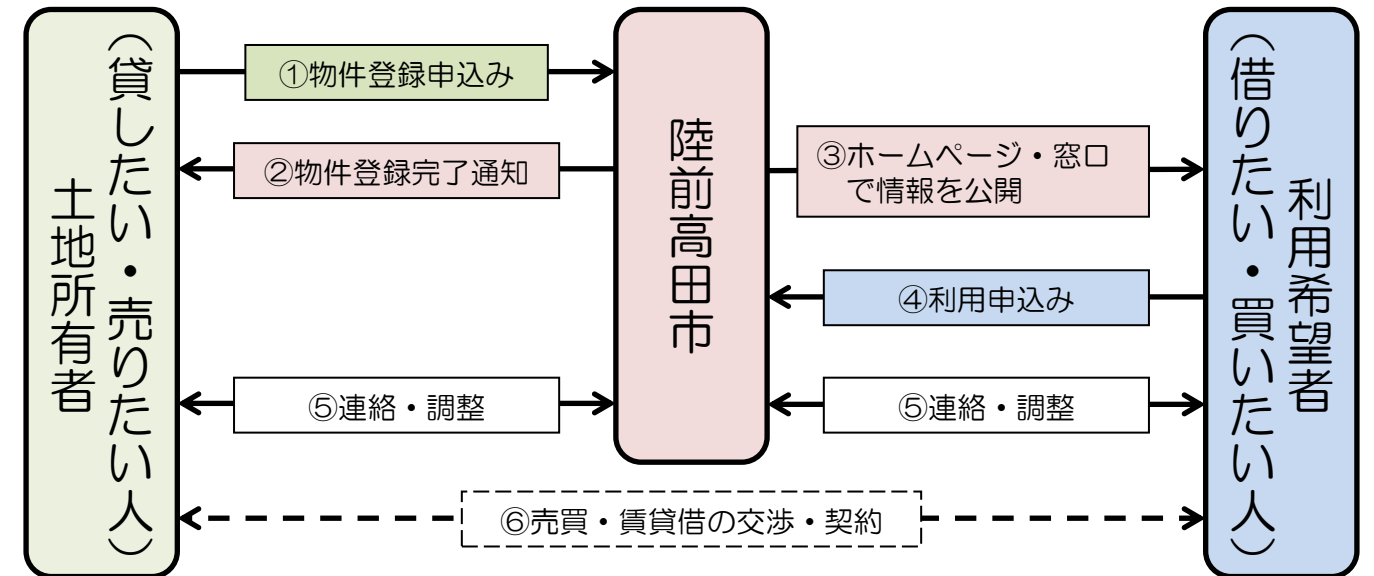 土地所有者
(貸したい・売りたい人)
①物件登録申込み
②物件登録完了通知
陸前高田市
③ホームページ・窓口
で情報を公開
④利用申込み
⑤連絡・調整
⑤連絡・調整
⑥売買・賃貸借の交渉・契約
利用希望者
(借りたい・買いたい人)